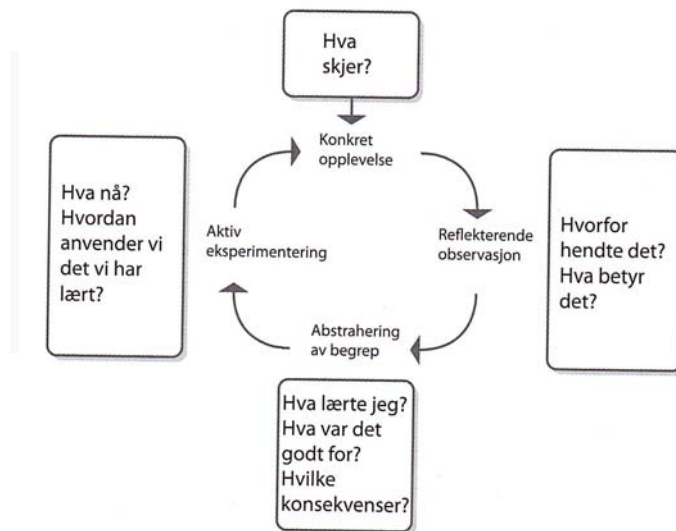 Hva
skjer?
Konkret
opplevelse
Hva nå?
Hvordan
anvender vi
det vi har
lært?
Aktiv
eksperimentering
Reflekterende
observasjon
Hvorfor
hendte det?
Hva betyr
det?
Abstrahering
av begrep
Hva lærte jeg?
Hva var det
godt for?
Hvilke
konsekvenser?